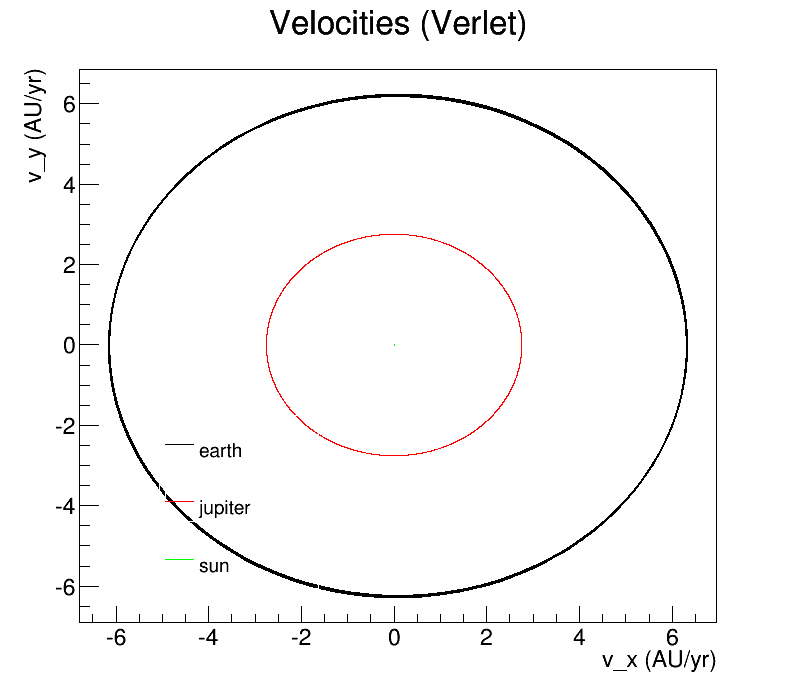 Velocities (Verlet)
v_y (AU/yr)
6
4
2
0
-2
-4
-6
earth
jupiter
sun
-6 -4 -2 0 2 4 6
v_x (AU/yr)